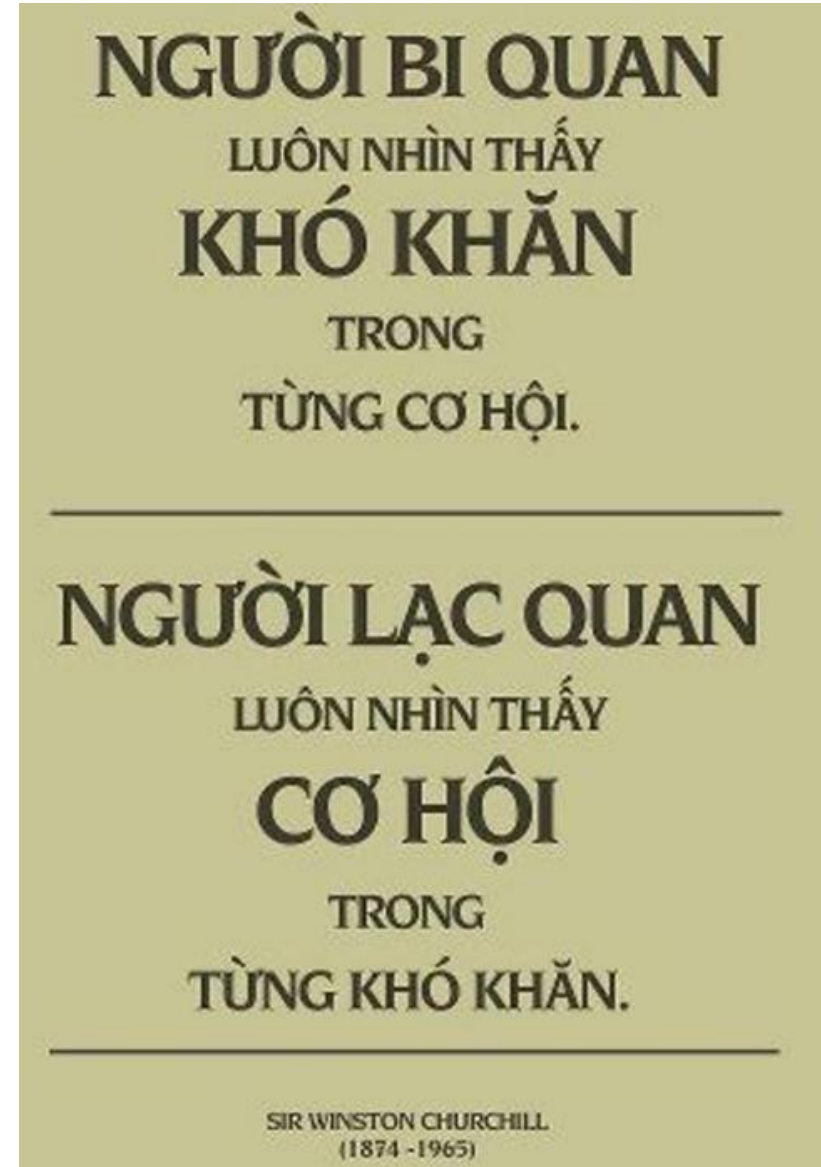 NGƯỜI BI QUAN
LUÔN NHÌN THẤY
KHÓ KHĂN
TRONG
TỪNG CƠ HỘI.
NGƯỜI LẠC QUAN
LUÔN NHÌN THẤY
CƠ HỘI
TRONG
TỪNG KHÓ KHĂN.
SIR WINSTON CHURCHILL
(1874 -1965)